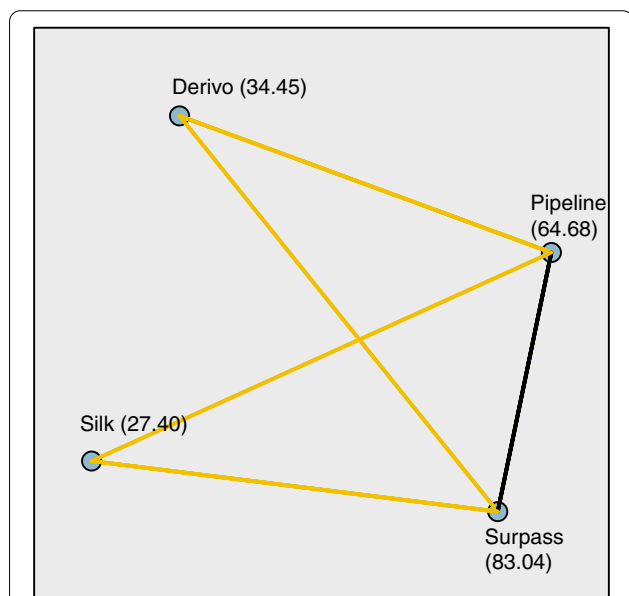 Derivo (34.45)
Pipeline
(64.68)
Silk (27.40)
Surpass
(83.04)